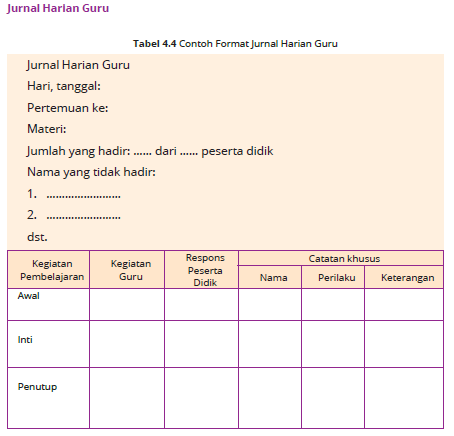 Jurnal Harian Guru
Tabel 4.4 Contoh Format Jurnal Harian Guru
Jurnal Harian Guru
Hari, tanggal:
Pertemuan ke:
Materi:
Jumlah yang hadir: ...... dari ...... peserta didik
Nama yang tidak hadir:
1. ........................
2. ........................
dst.
Kegiatan Pembelajaran
Kegiatan Guru
Respons Peserta Didik
Catatan khusus
Nama
Perilaku
Keterangan
Awal
Inti
Penutup